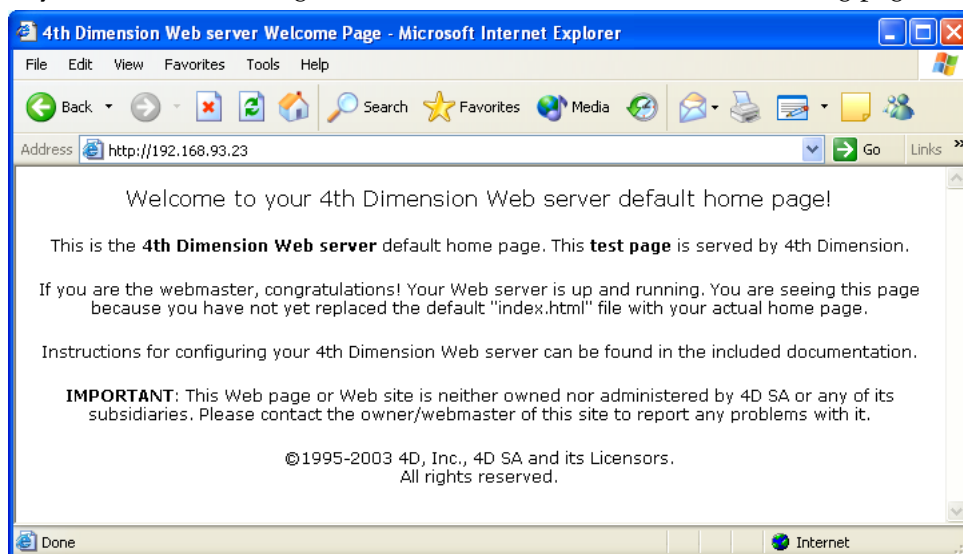 4th Dimension Web server Welcome Page - Microsoft Internet Explorer
File Edit View Favorites Tools Help
Back Search Favorites Media
Address http://192.168.93.23 Go Links »
Welcome to your 4th Dimension Web server default home page!
This is the 4th Dimension Web server default home page. This test page is served by 4th Dimension.
If you are the webmaster, congratulations! Your Web server is up and running. You are seeing this page
because you have not yet replaced the default "index.html" file with your actual home page.
Instructions for configuring your 4th Dimension Web server can be found in the included documentation.
IMPORTANT: This Web page or Web site is neither owned nor administered by 4D SA or any of its
subsidiaries. Please contact the owner/webmaster of this site to report any problems with it.
©1995-2003 4D, Inc., 4D SA and its Licensors.
All rights reserved.
Done Internet